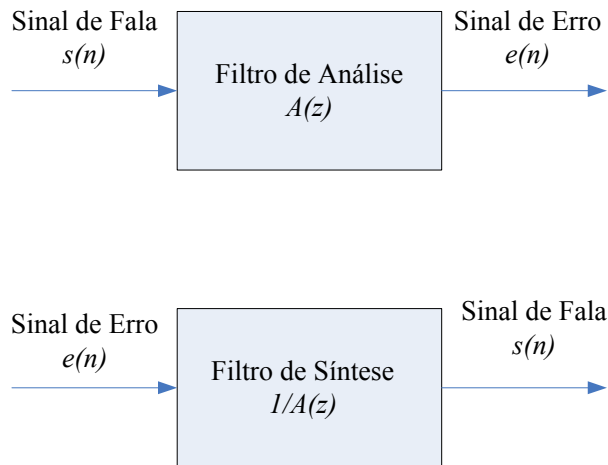 Sinal de Fala
s(n)
Filtro de Análise
A(z)
Sinal de Erro
e(n)
Sinal de Erro
e(n)
Filtro de Síntese
1/A(z)
Sinal de Fala
s(n)